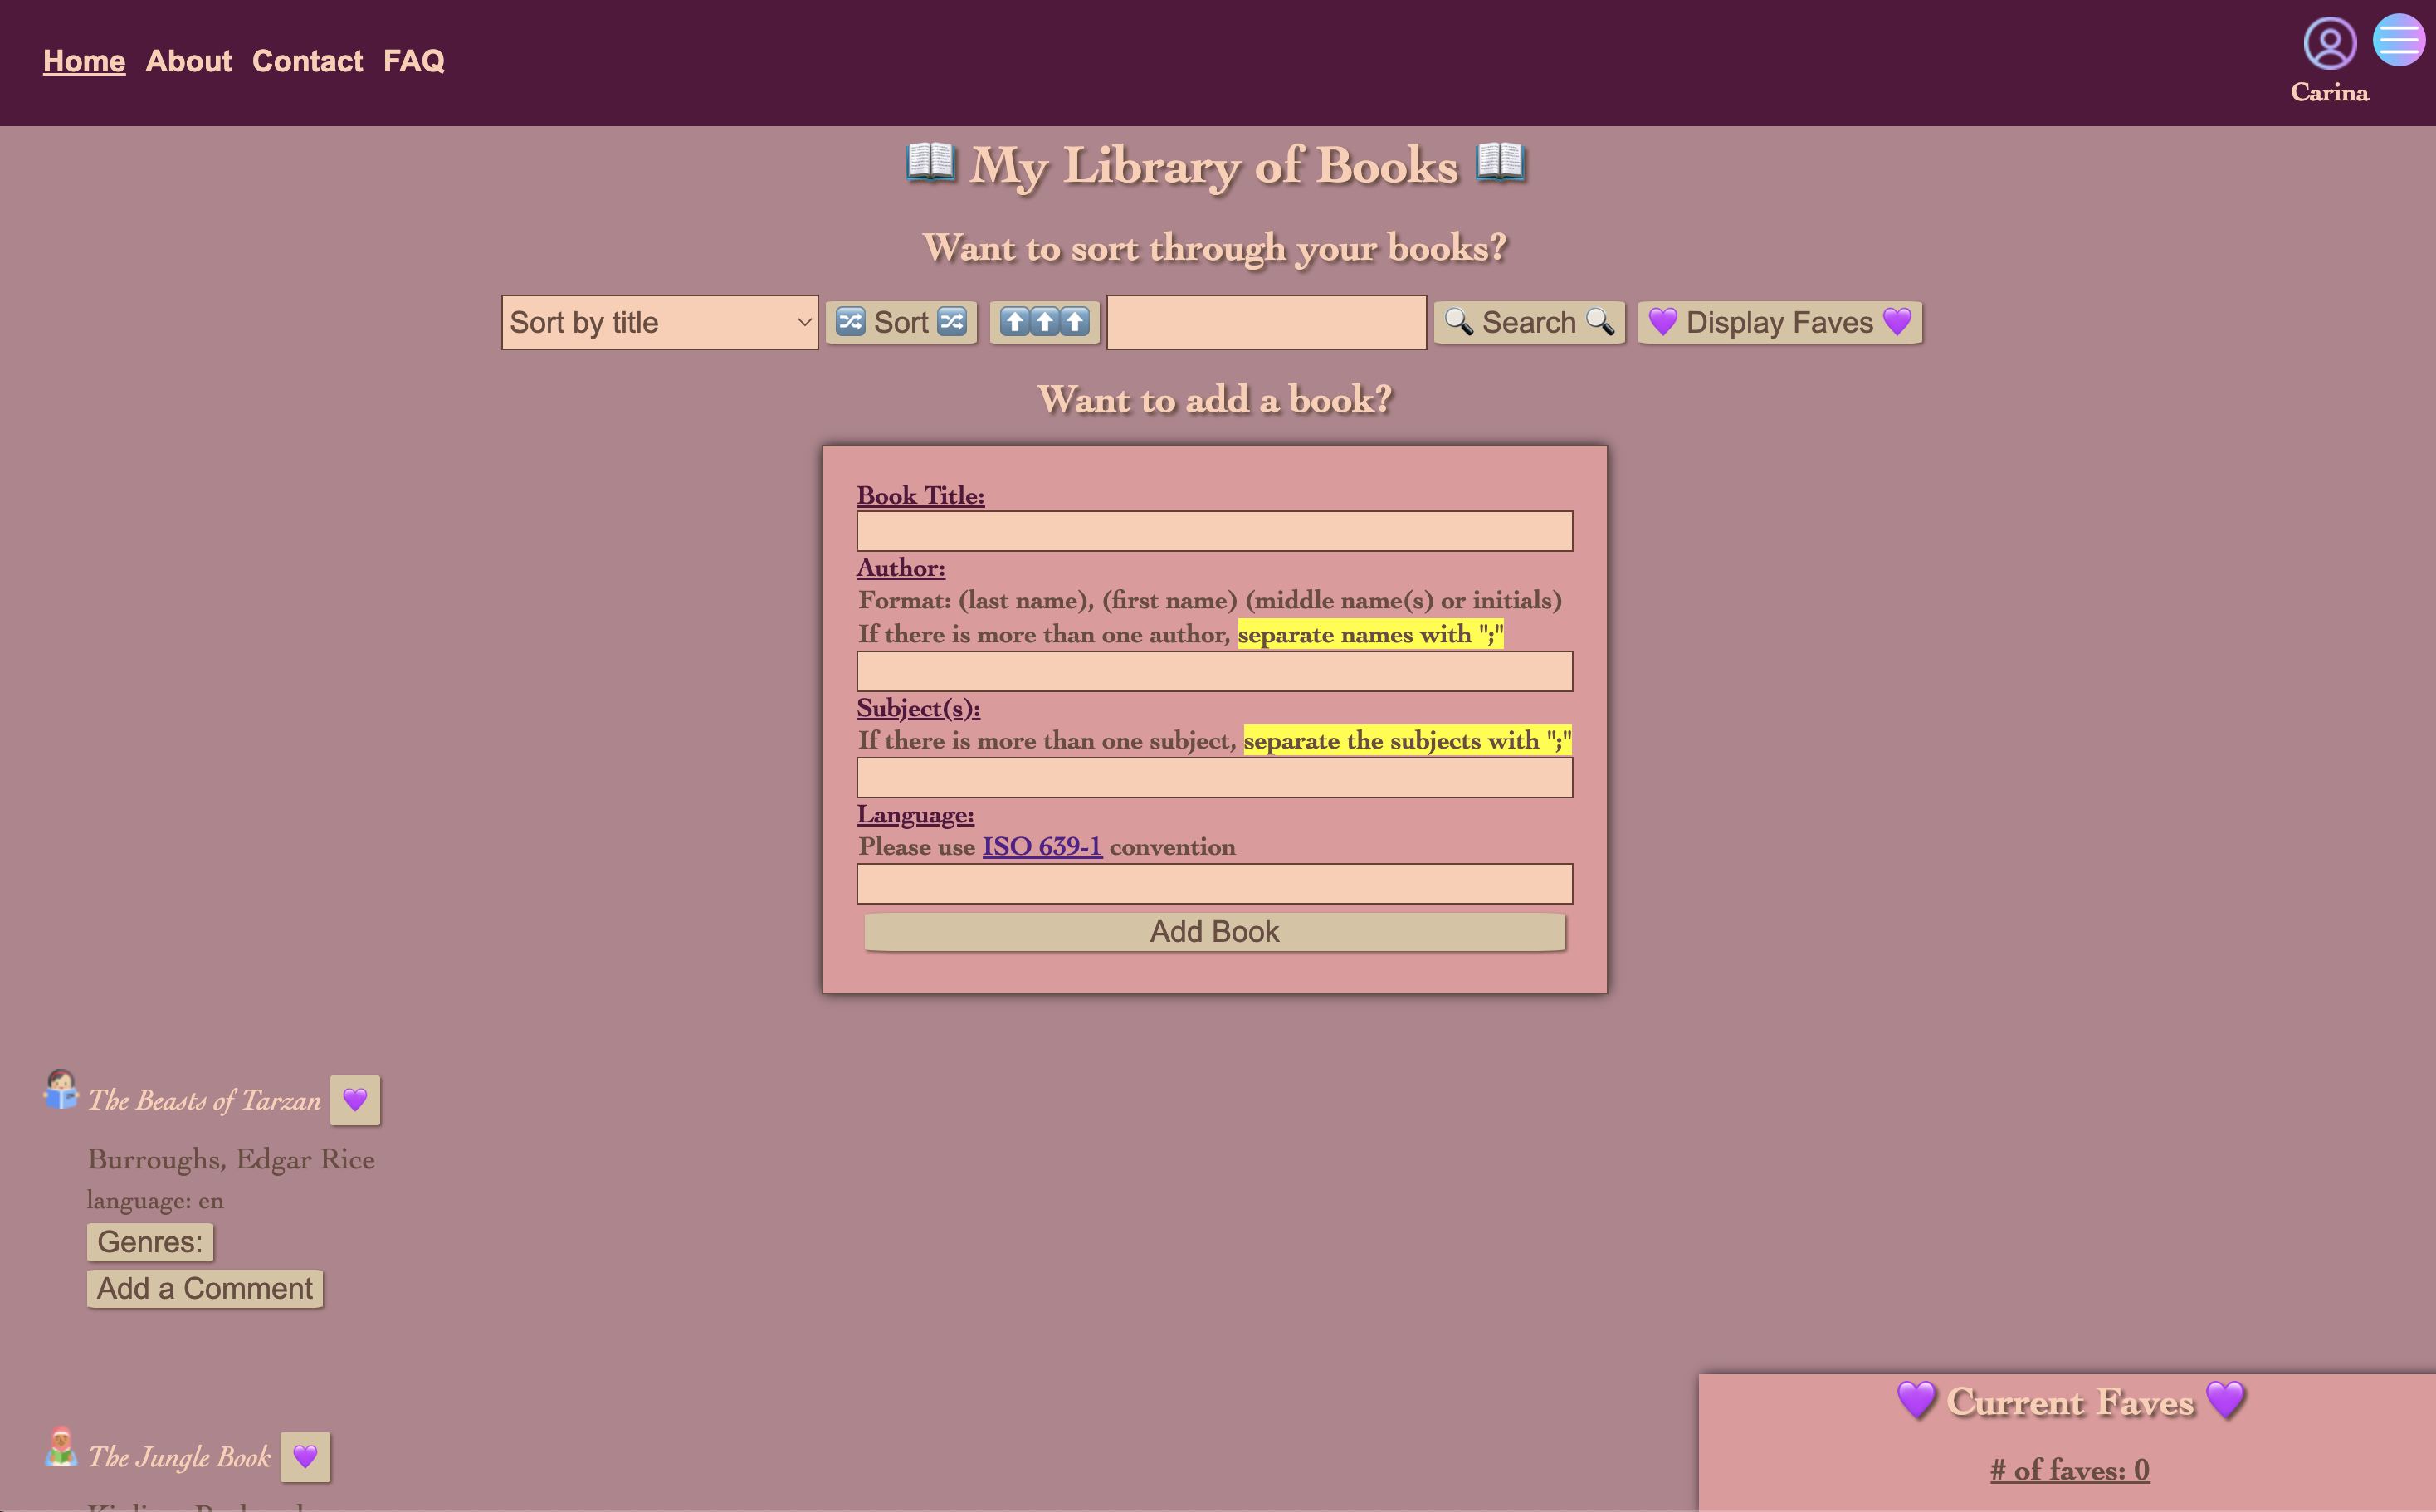 Home About Contact FAQ
Carina
📖 My Library of Books 📖
Want to sort through your books?
Sort by title 🔀 Sort 🔀 ⬆️⬆️⬆️ 🔍 Search 🔍 💜 Display Faves 💜
Want to add a book?
Book Title:
Author:
Format: (last name), (first name) (middle name(s) or initials)
If there is more than one author, separate names with ";"
Subject(s):
If there is more than one subject, separate the subjects with ";"
Language:
Please use ISO 639-1 convention
Add Book
The Beasts of Tarzan 💜
Burroughs, Edgar Rice
language: en
Genres:
Add a Comment
The Jungle Book 💜
💜 Current Faves 💜
# of faves: 0